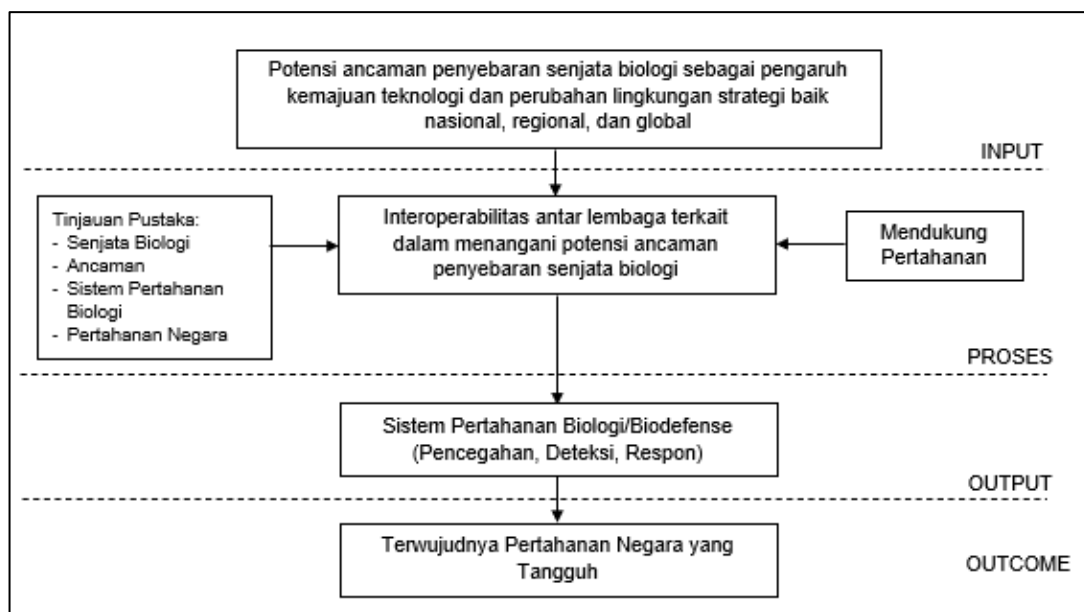 Potensi ancaman penyebaran senjata biologi sebagai pengaruh
kemajuan teknologi dan perubahan lingkungan strategi baik
nasional, regional, dan global
INPUT
Tinjauan Pustaka:
- Senjata Biologi
- Ancaman
- Sistem Pertahanan
Biologi
- Pertahanan Negara
Interoperabilitas antar lembaga terkait
dalam menangani potensi ancaman
penyebaran senjata biologi
Mendukung
Pertahanan
PROSES
Sistem Pertahanan Biologi/Biodefense
(Pencegahan, Deteksi, Respon)
OUTPUT
Terwujudnya Pertahanan Negara yang
Tangguh
OUTCOME